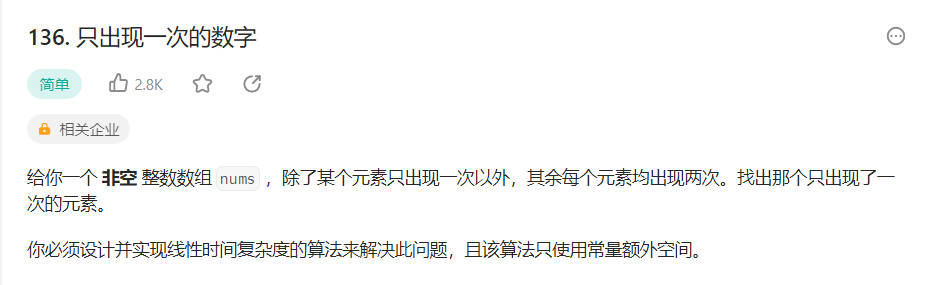 136. 只出现一次的数字
简单 2.8K
相关企业
给你一个 非空 整数数组 nums ，除了某个元素只出现一次以外，其余每个元素均出现两次。找出那个只出现了一
次的元素。
你必须设计并实现线性时间复杂度的算法来解决此问题，且该算法只使用常量额外空间。